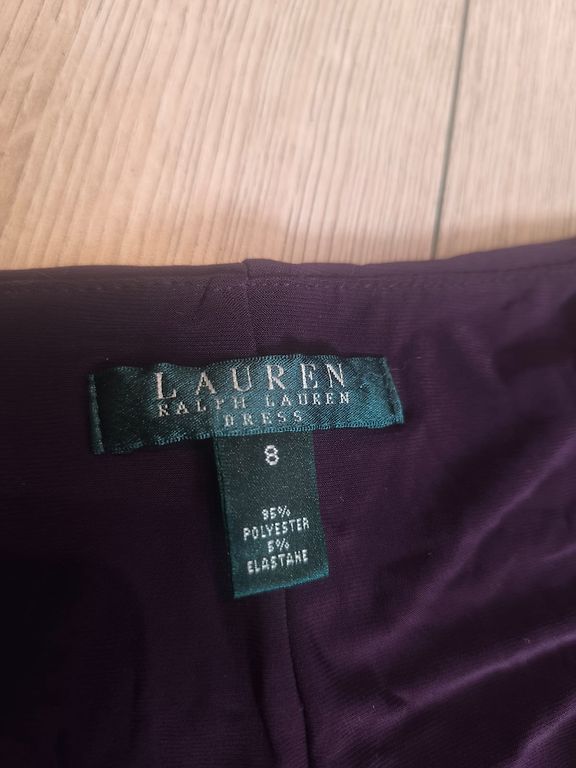 LAUREN
RALPH LAUREN
DRESS
8
95%
POLYESTER
5%
ELASTANE